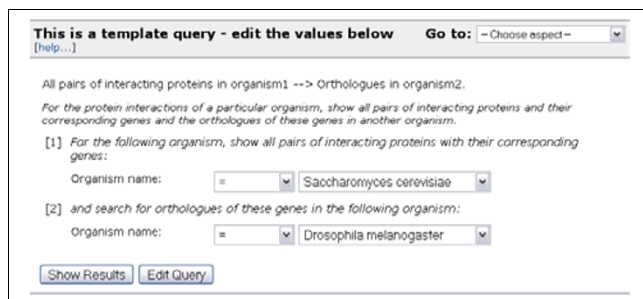 This is a template query - edit the values below Go to: -Choose aspect-
[help...]
All pairs of interacting proteins in organism1 --> Orthologues in organism2.
For the protein interactions of a particular organism, show all pairs of interacting proteins and their
corresponding genes and the orthologues of these genes in another organism.
[1] For the following organism, show all pairs of interacting proteins with their corresponding
genes:
Organism name: = Saccharomyces cerevisiae
[2] and search for orthologues of these genes in the following organism:
Organism name: = Drosophila melanogaster
Show Results Edit Query